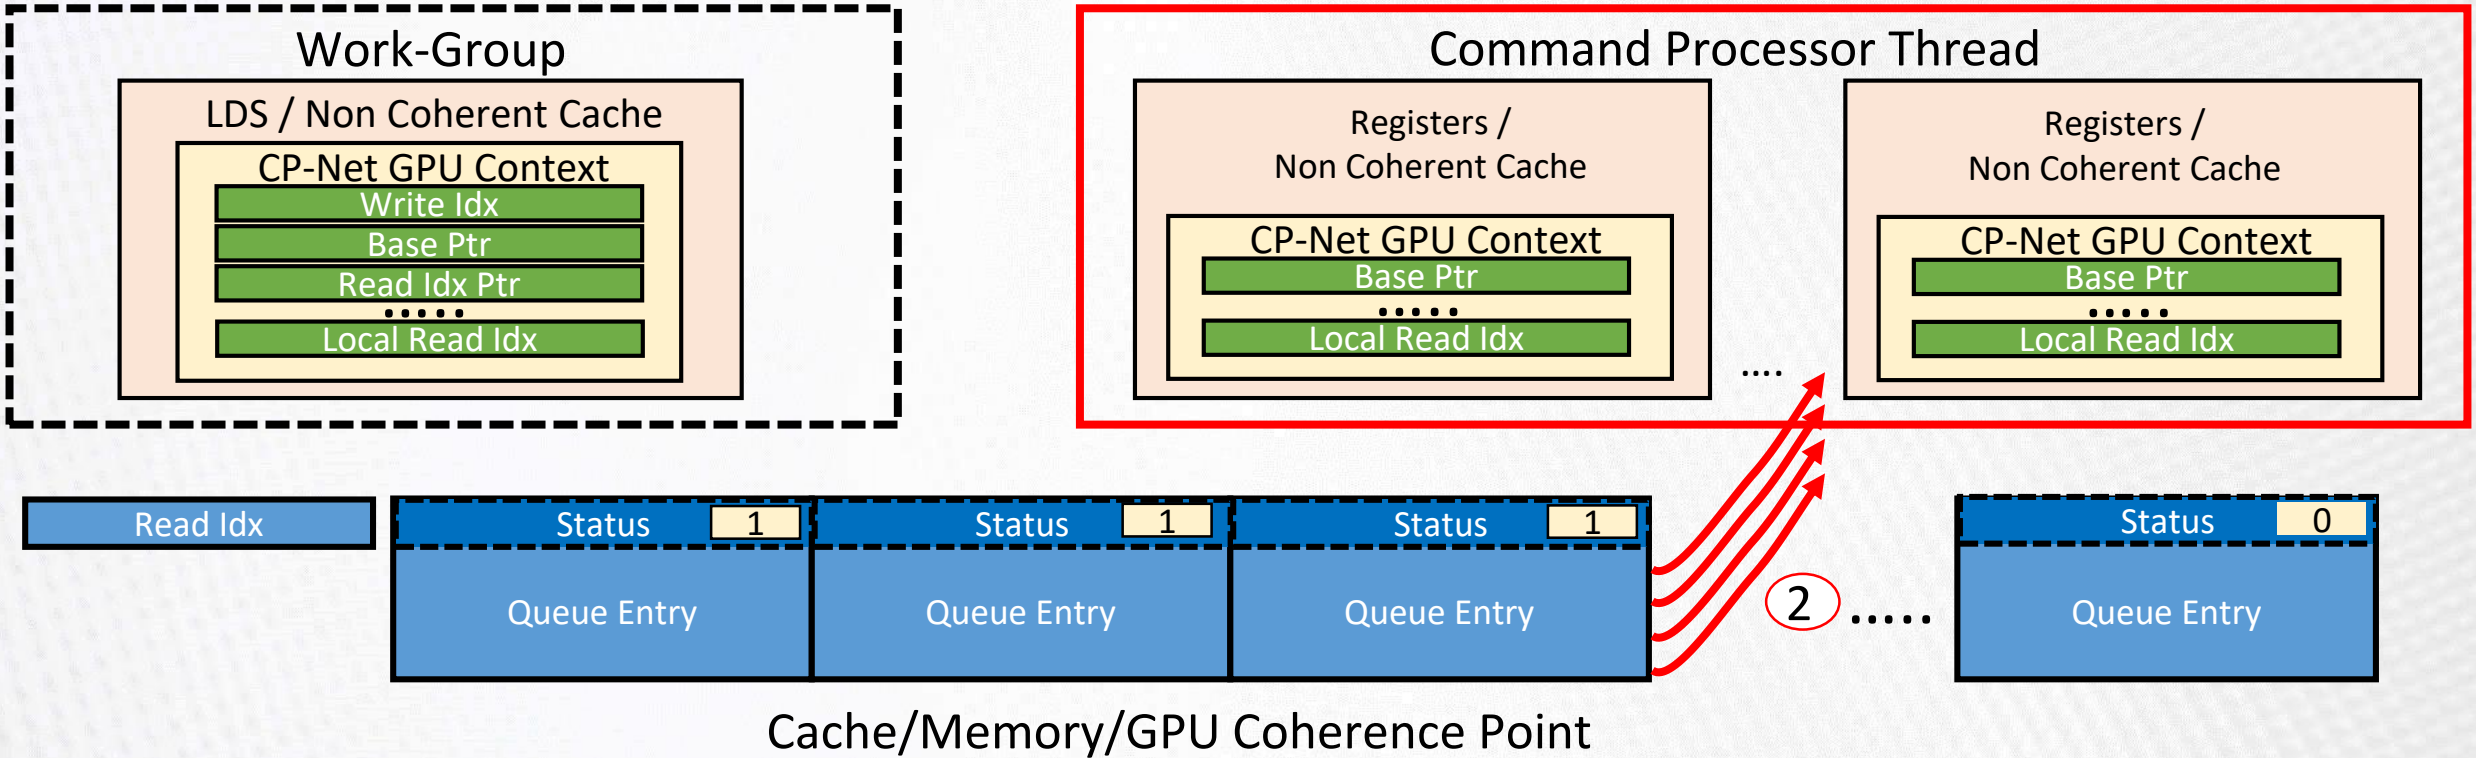 Work-Group
LDS / Non Coherent Cache
CP-Net GPU Context
Write Idx
Base Ptr
Read Idx Ptr
.....
Local Read Idx
Command Processor Thread
Registers /
Non Coherent Cache
CP-Net GPU Context
Base Ptr
.....
Local Read Idx
....
Registers /
Non Coherent Cache
CP-Net GPU Context
Base Ptr
.....
Local Read Idx
Read Idx
Status 1
Queue Entry
Status 1
Queue Entry
Status 1
Queue Entry
2
.....
Status 0
Queue Entry
Cache/Memory/GPU Coherence Point